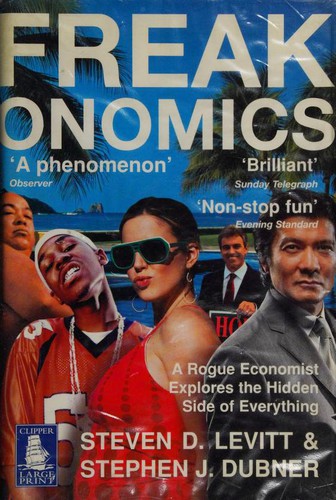 FREAK
ONOMICS
'A phenomenon'
Observer
'Brilliant'
Sunday Telegraph
'Non-stop fun'
Evening Standard
HO
A Rogue Economist
Explores the Hidden
Side of Everything
CLIPPER
LARGE
PRINT
STEVEN D. LEVITT &
STEPHEN J. DUBNER